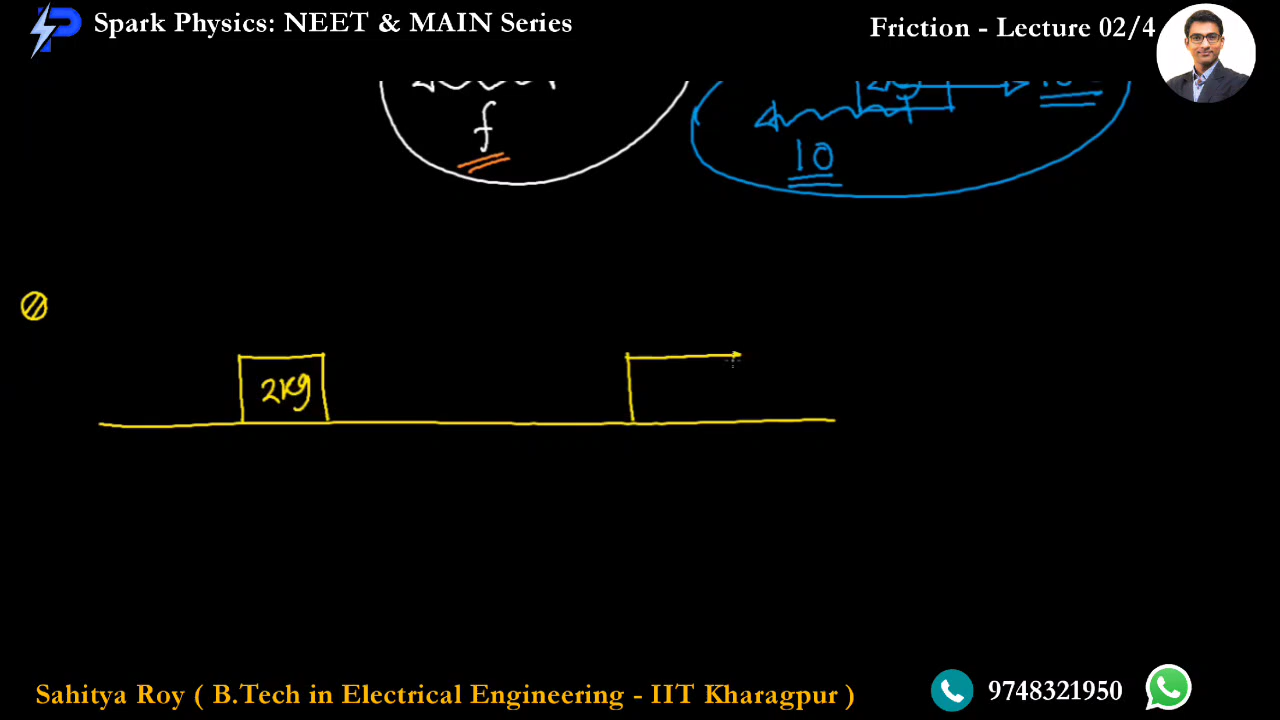 Spark Physics: NEET & MAIN Series
Friction - Lecture 02/4
f
10
2kg
Sahitya Roy ( B.Tech in Electrical Engineering - IIT Kharagpur )
9748321950